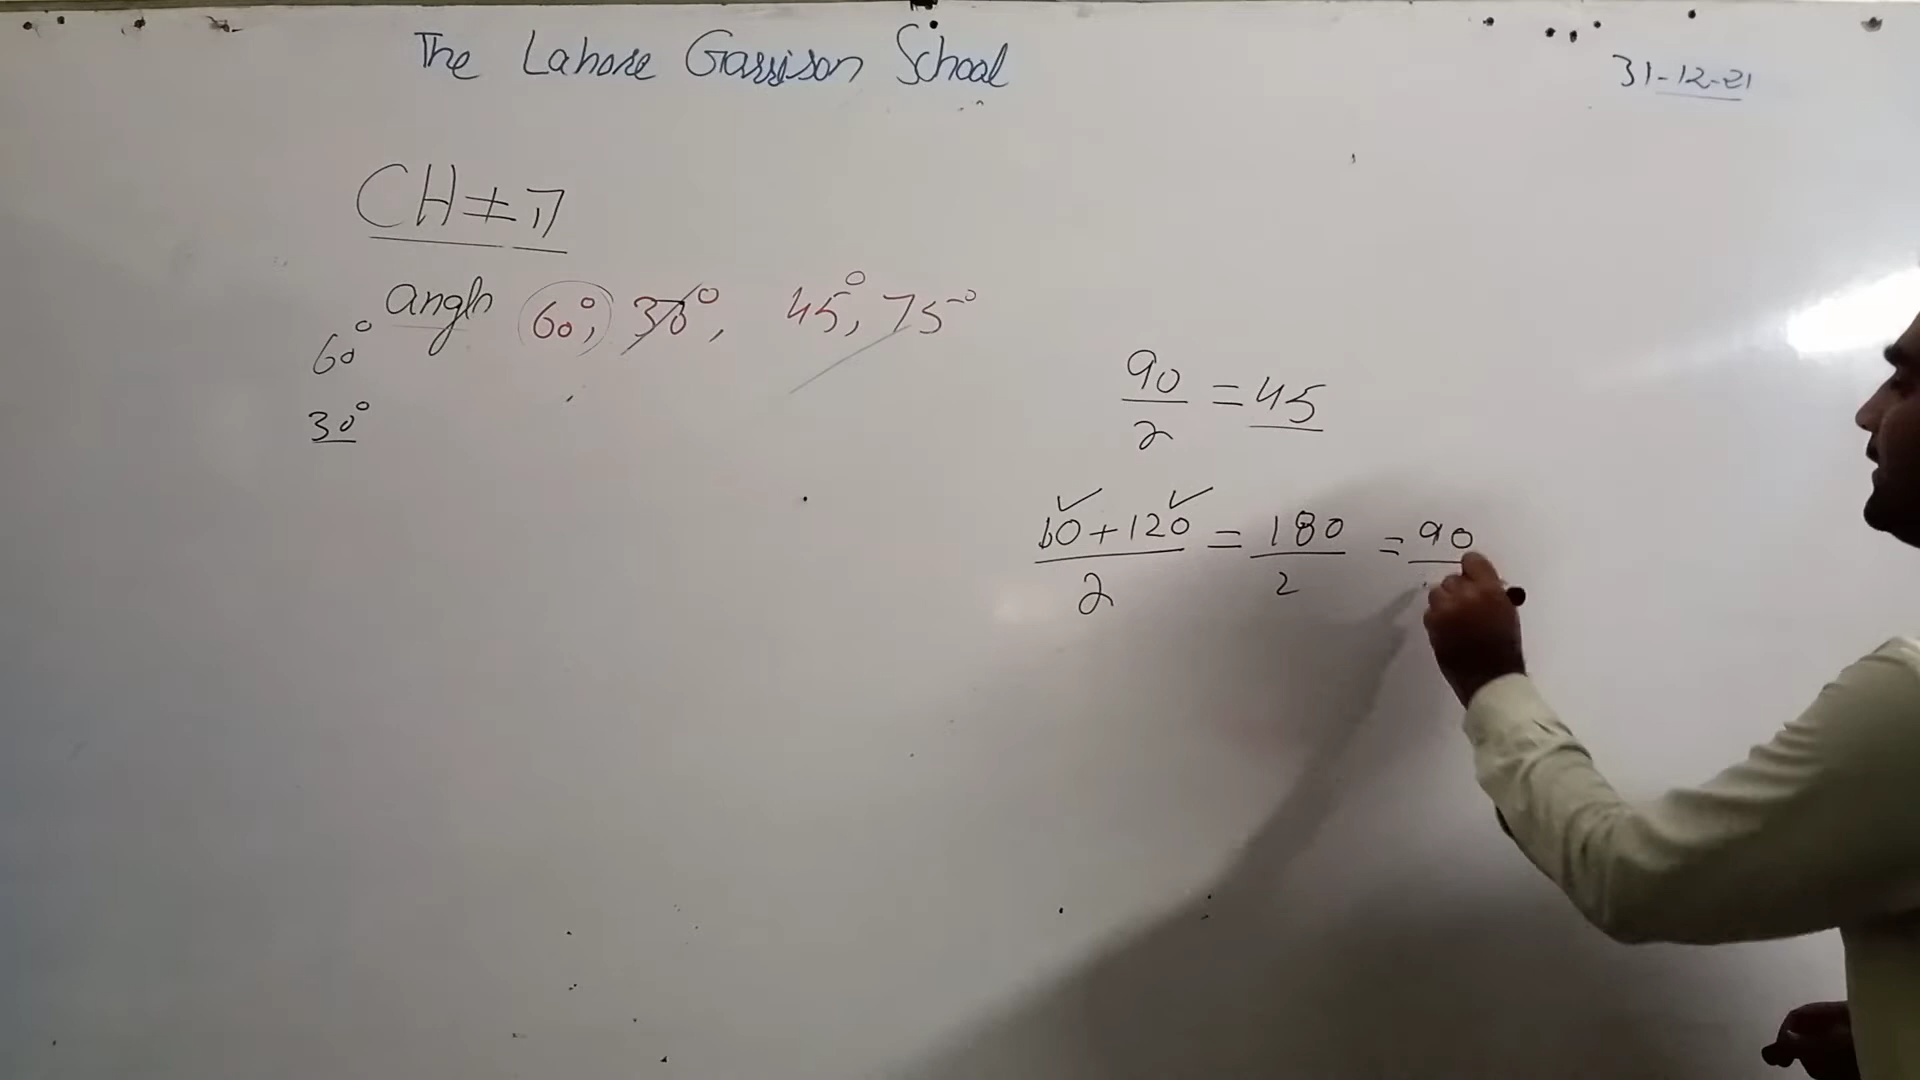 The Lahore Garrison School
31-12-21
CH # 7
angle 60°, 30°, 45°, 75°
60°
30°
90/2 = 45
60+120/2 = 180/2 = 90